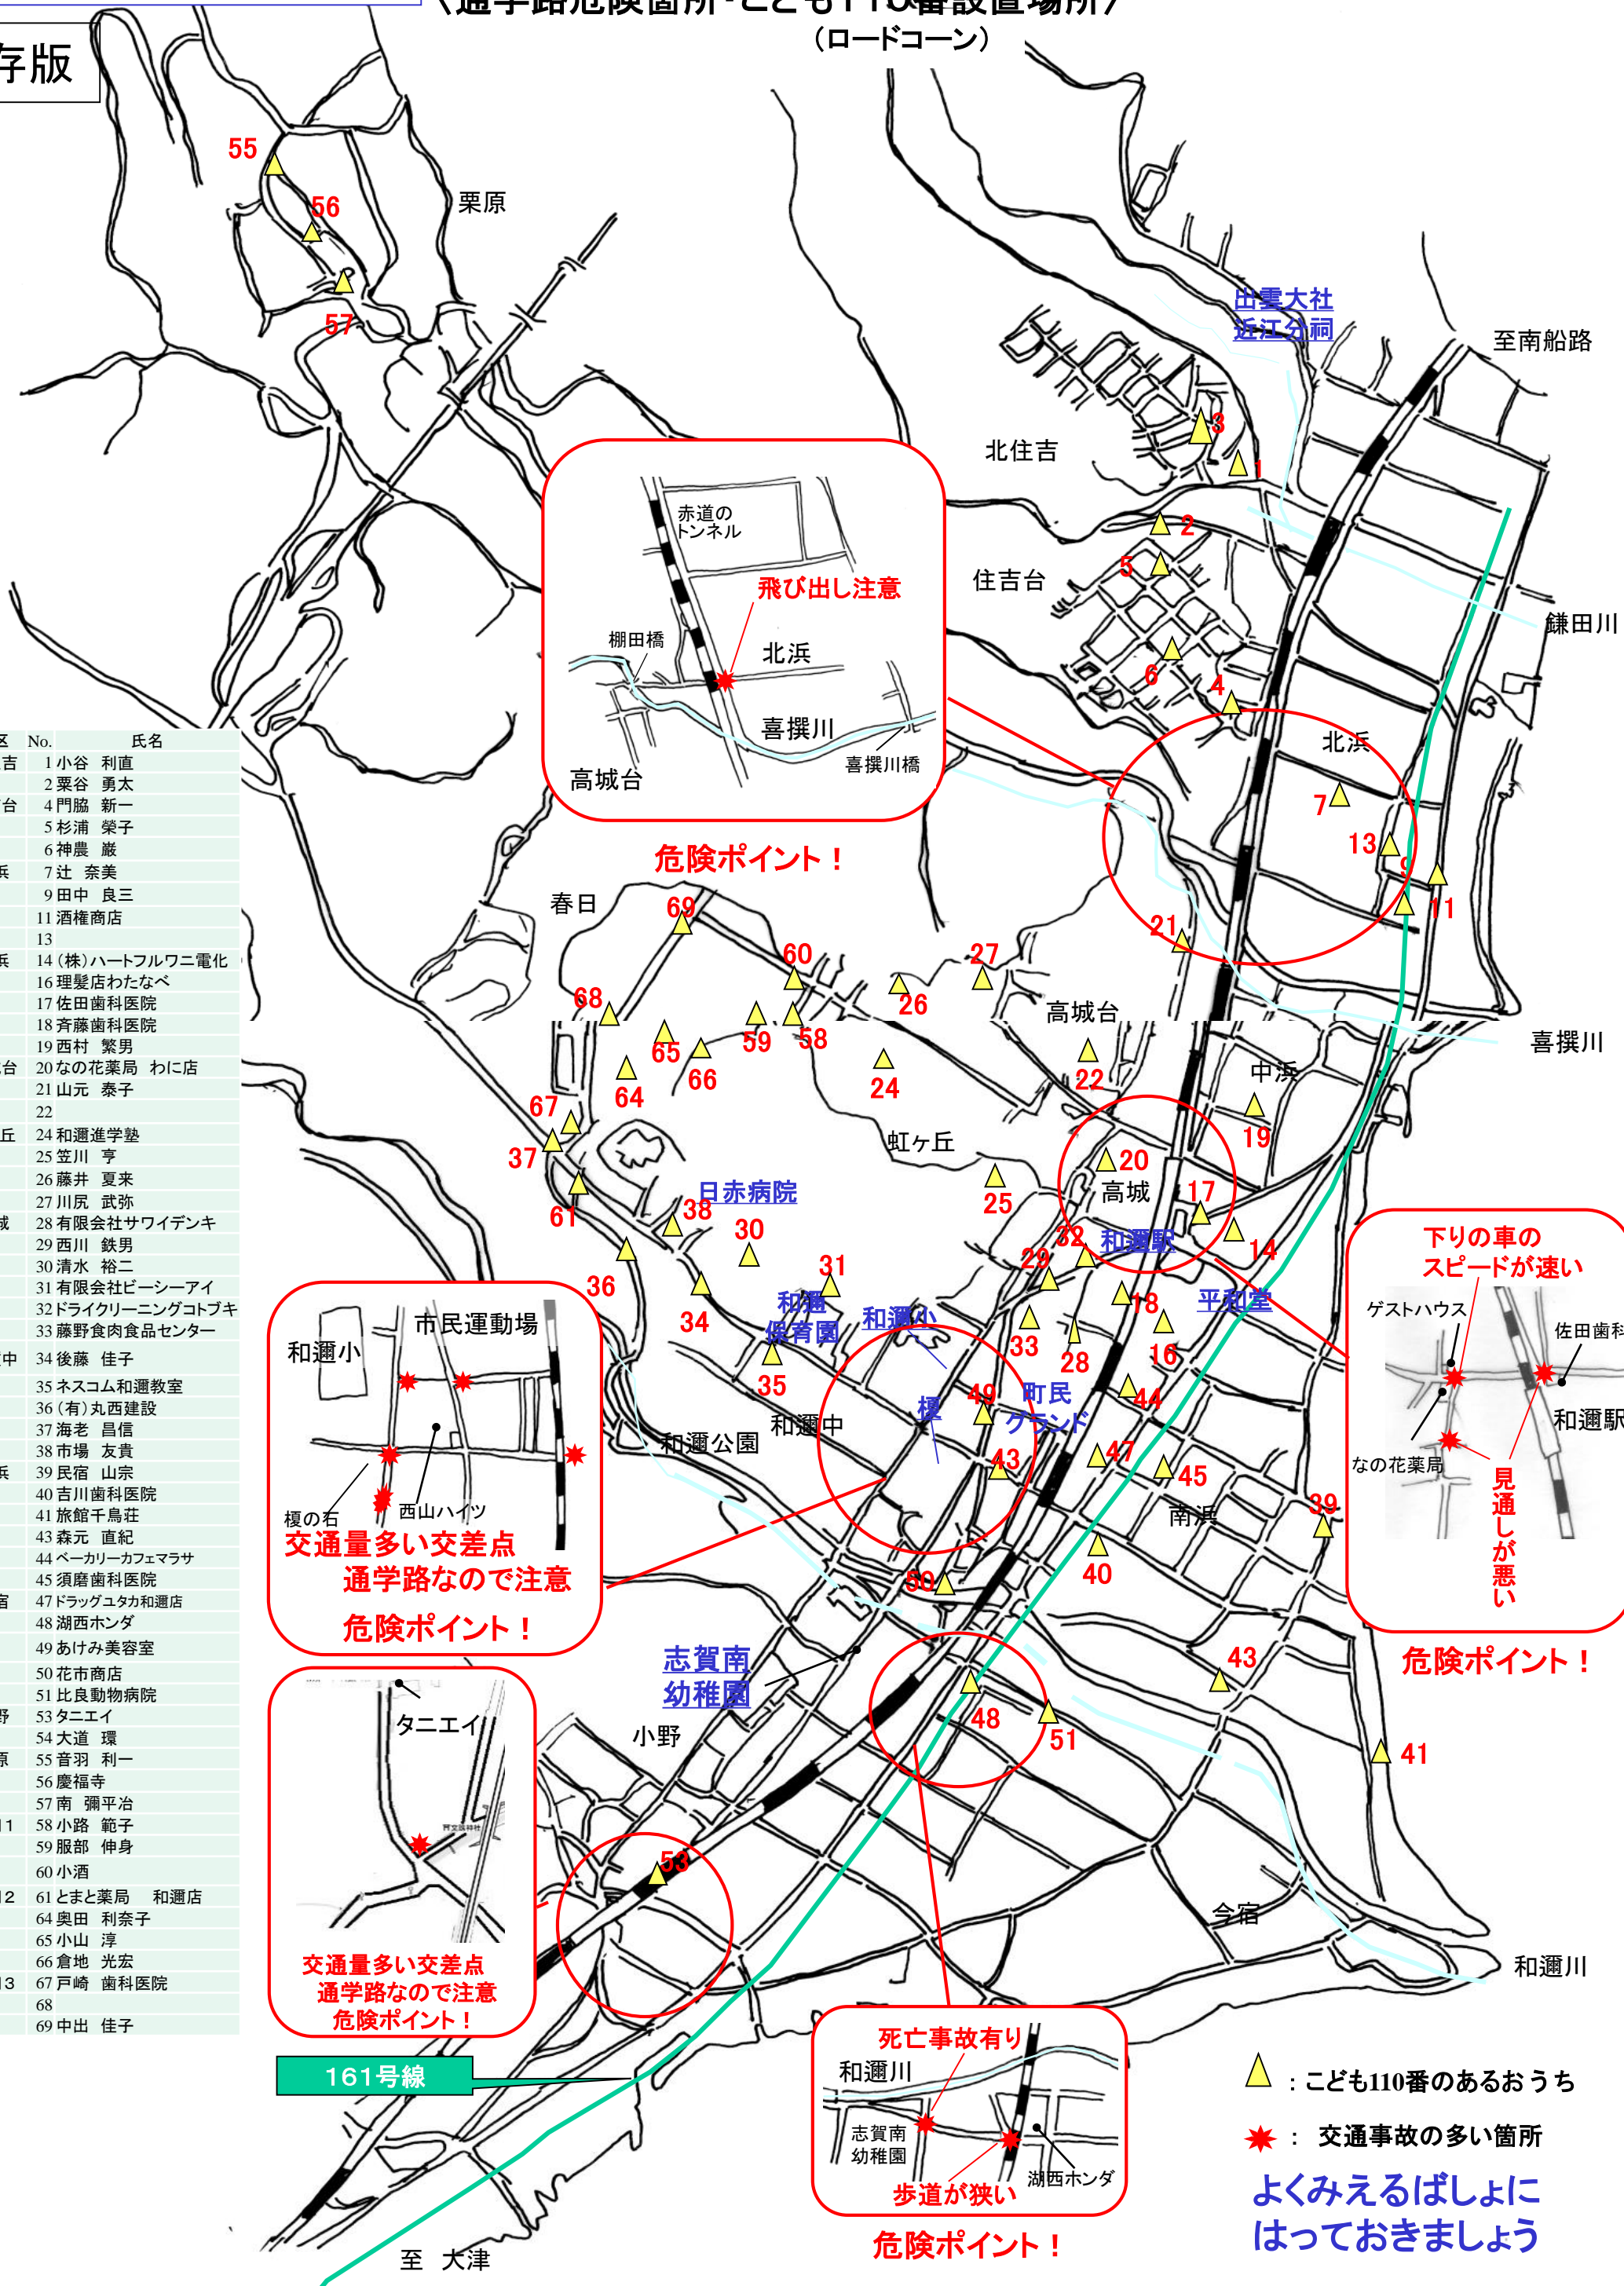 〈通学路危険箇所・こども110番設置場所〉
（ロードコーン）
存版
55
56
57
栗原
出雲大社
近江分祠
至南船路
北住吉
3
1
2
5
住吉台
6
4
鎌田川
赤道の
トンネル
飛び出し注意
棚田橋
北浜
喜撰川
高城台
喜撰川橋
危険ポイント！
北浜
7
13
9
11
21
区 No. 氏名
吉 1 小谷 利直
2 粟谷 勇太
台 4 門脇 新一
5 杉浦 榮子
6 神農 巌
浜 7 辻 奈美
9 田中 良三
11 酒権商店
13
浜 14 （株）ハートフルワニ電化
16 理髪店わたなべ
17 佐田歯科医院
18 斉藤歯科医院
19 西村 繁男
台 20 なの花薬局 わに店
21 山元 泰子
22
丘 24 和邇進学塾
25 笠川 亨
26 藤井 夏来
27 川尻 武弥
城 28 有限会社サワイデンキ
29 西川 鉄男
30 清水 裕二
31 有限会社ビーシーアイ
32 ドライクリーニングコトブキ
33 藤野食肉食品センター
中 34 後藤 佳子
35 ネスコム和邇教室
36 (有)丸西建設
37 海老 昌信
38 市場 友貴
浜 39 民宿 山宗
40 吉川歯科医院
41 旅館千鳥荘
43 森元 直紀
44 ベーカリーカフェマラサ
45 須磨歯科医院
宿 47 ドラッグユタカ和邇店
48 湖西ホンダ
49 あけみ美容室
50 花市商店
51 比良動物病院
野 53 タニエイ
54 大道 環
原 55 音羽 利一
56 慶福寺
57 南 彌平冶
1 58 小路 範子
59 服部 伸身
60 小酒
2 61 とまと薬局 和邇店
64 奥田 利奈子
65 小山 淳
66 倉地 光宏
3 67 戸崎 歯科医院
68
69 中出 佳子
春日
69
60
27
26
68
59
58
65
66
64
24
高城台
22
中浜
19
喜撰川
67
37
61
虹ヶ丘
25
20
高城
17
14
日赤病院
38
30
31
36
34
35
32
29
和邇駅
18
平和堂
16
33
28
和邇
保育園
和邇小
49
町民
グランド
44
榎
43
47
45
和邇公園
和邇中
南浜
39
40
50
市民運動場
和邇小
榎の石
西山ハイツ
交通量多い交差点
通学路なので注意
危険ポイント！
下りの車の
スピードが速い
ゲストハウス
佐田歯科
和邇駅
なの花薬局
見通しが悪い
危険ポイント！
志賀南
幼稚園
小野
48
51
43
41
53
タニエイ
交通量多い交差点
通学路なので注意
危険ポイント！
今宿
和邇川
161号線
死亡事故有り
和邇川
志賀南
幼稚園
湖西ホンダ
歩道が狭い
危険ポイント！
：こども110番のあるおうち
： 交通事故の多い箇所
よくみえるばしょに
はっておきましょう
至 大津